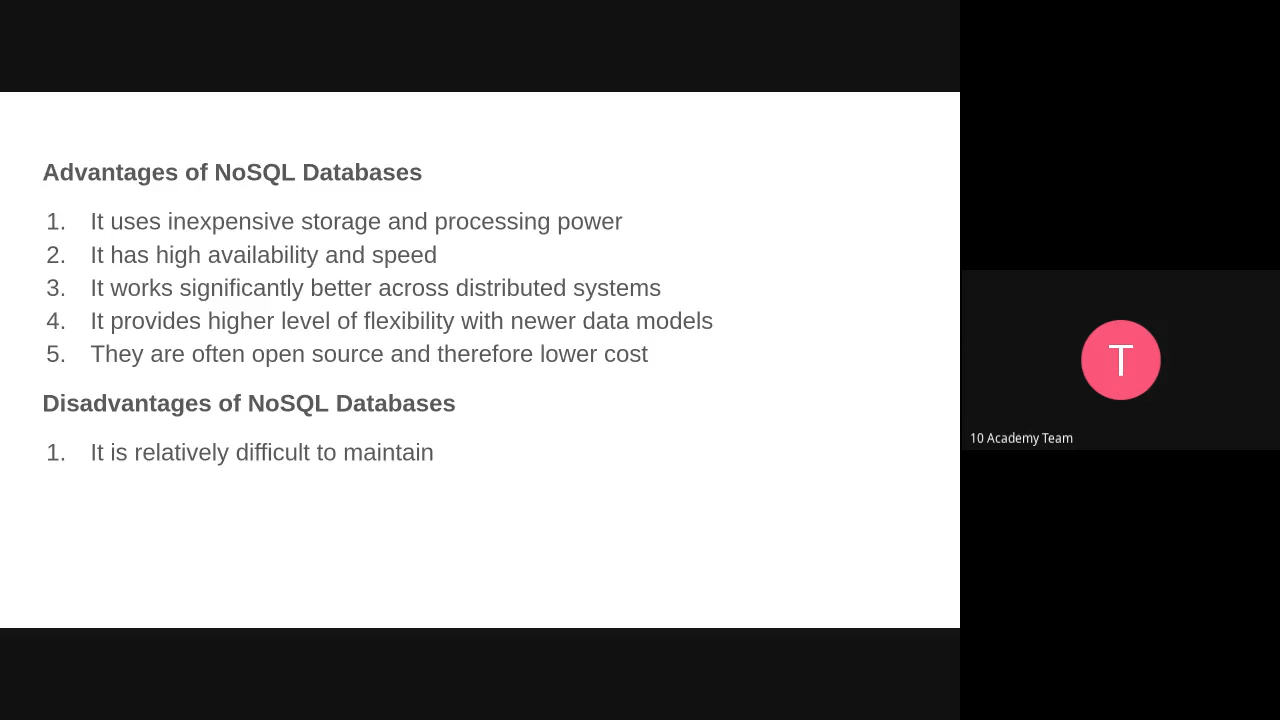 Advantages of NoSQL Databases
1. It uses inexpensive storage and processing power
2. It has high availability and speed
3. It works significantly better across distributed systems
4. It provides higher level of flexibility with newer data models
5. They are often open source and therefore lower cost
Disadvantages of NoSQL Databases
1. It is relatively difficult to maintain
T
10 Academy Team